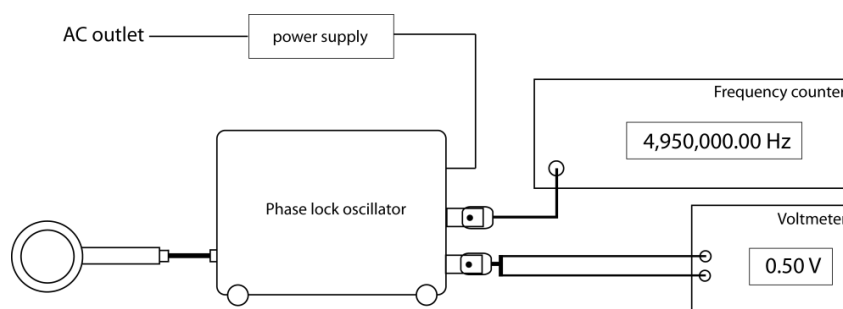 AC outlet
power supply
Frequency counter
4,950,000.00 Hz
Phase lock oscillator
Voltmeter
0.50 V